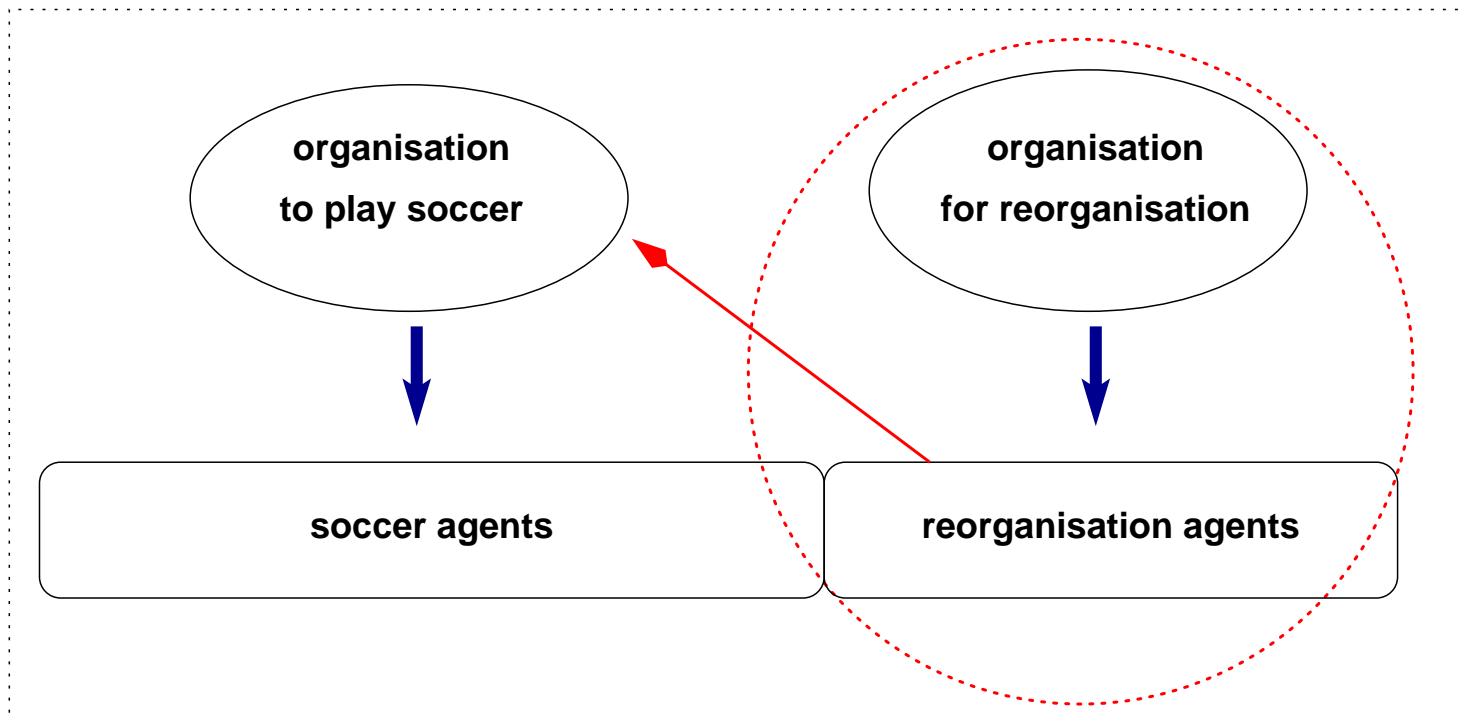 organisation
to play soccer
organisation
for reorganisation
soccer agents
reorganisation agents